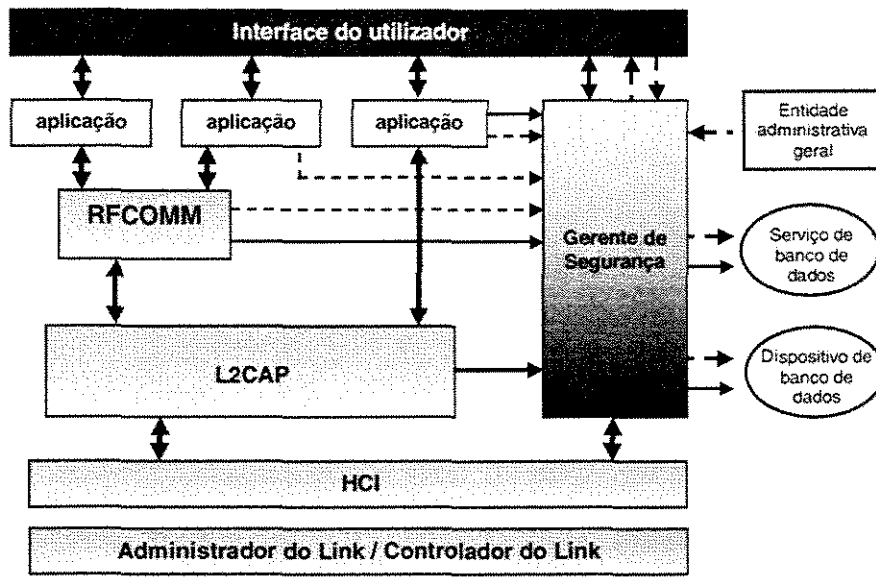 Interface do utilizador
aplicação
aplicação
aplicação
Entidade
administrativa
geral
RFCOMM
Gerente de
Segurança
Serviço de
banco de
dados
L2CAP
Dispositivo de
banco de
dados
HCI
Administrador do Link / Controlador do Link